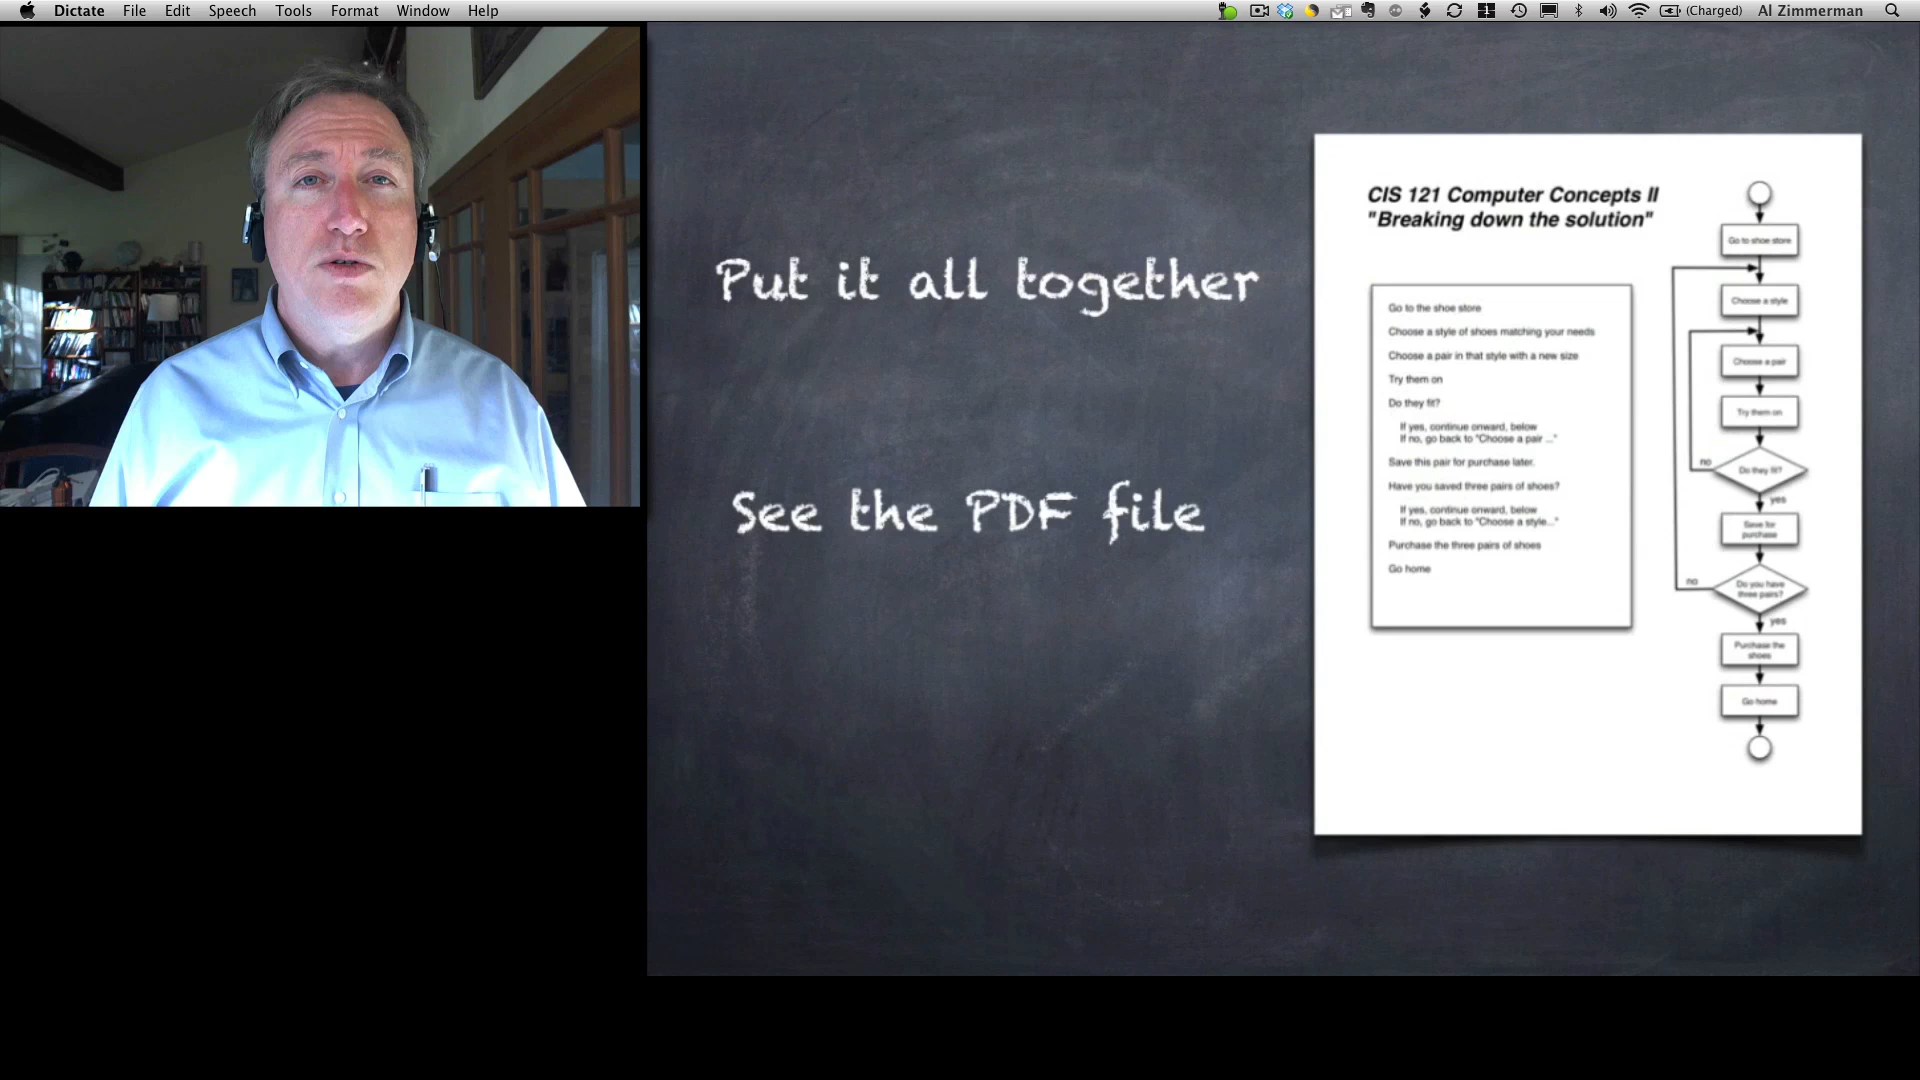 Dictate File Edit Speech Tools Format Window Help (Charged) Al Zimmerman
Put it all together
See the PDF file
CIS 121 Computer Concepts II
"Breaking down the solution"
Go to the shoe store
Choose a style of shoes matching your needs
Choose a pair in that style with a new size
Try them on
Do they fit?
If yes, continue onward, below
If no, go back to "Choose a pair ..."
Save this pair for purchase later.
Have you saved three pairs of shoes?
If yes, continue onward, below
If no, go back to "Choose a style..."
Purchase the three pairs of shoes
Go home
Go to shoe store
Choose a style
Choose a pair
Try them on
Do they fit?
no
yes
Save for
purchase
Do you have
three pairs?
no
yes
Purchase the
shoes
Go home